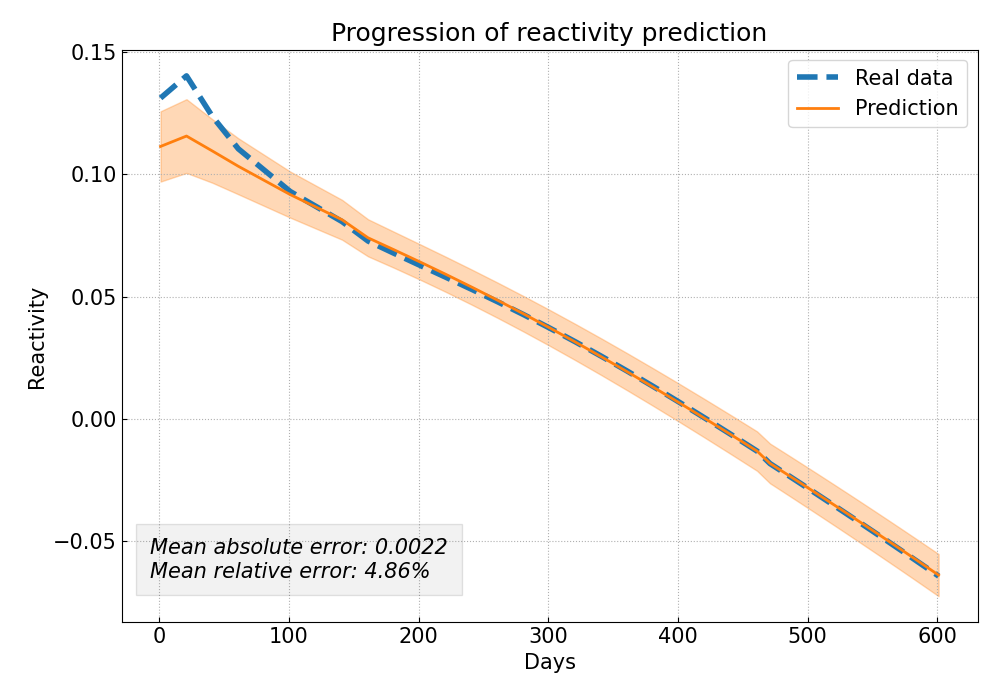 Progression of reactivity prediction
Real data
Prediction
Reactivity
0.15
0.10
0.05
0.00
−0.05
Mean absolute error: 0.0022
Mean relative error: 4.86%
0 100 200 300 400 500 600
Days